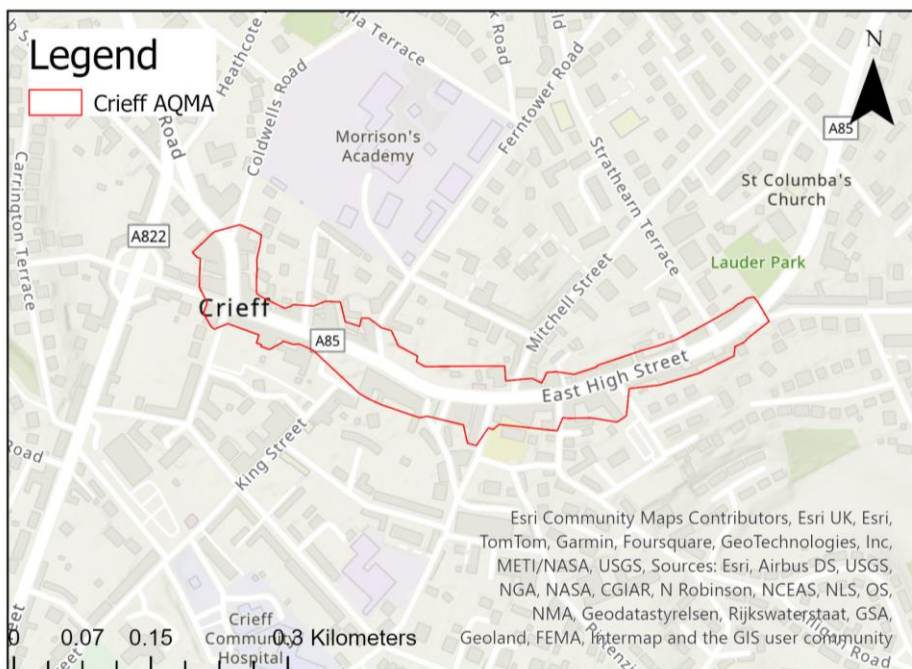 Legend
Crieff AQMA
N
Heathcote
Coldwells Road
ria Terrace
Road
Ferntower Road
Road
Carrington Terrace
Morrison's
Academy
A85
Strathearn Terrace
St Columba's
Church
A822
Lauder Park
Mitchell Street
Crieff
A85
East High Street
King Street
Road
Esri Community Maps Contributors, Esri UK, Esri,
TomTom, Garmin, Foursquare, GeoTechnologies, Inc,
METI/NASA, USGS, Sources: Esri, Airbus DS, USGS,
NGA, NASA, CGIAR, N Robinson, NCEAS, NLS, OS,
NMA, Geodatastyrelsen, Rijkswaterstaat, GSA,
Geoland, FEMA, Intermap and the GIS user community
Crieff
Community
Hospital
0 0.07 0.15 0.3 Kilometers
Street
Road